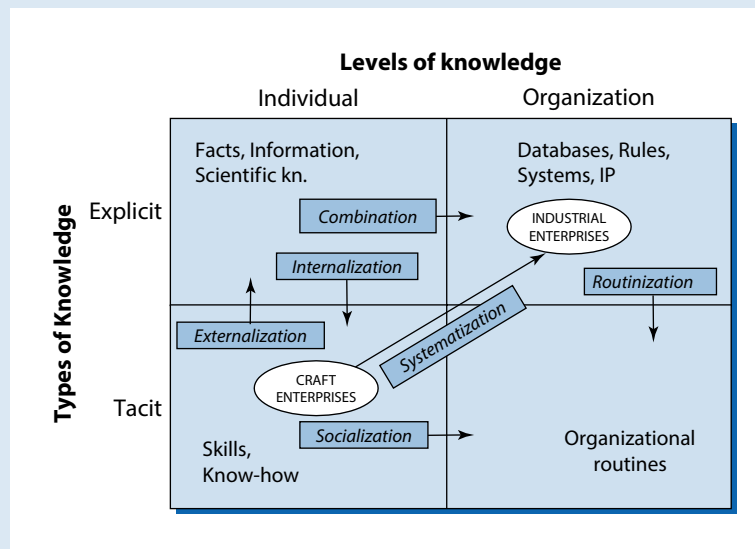 Levels of knowledge
Individual
Organization
Types of Knowledge
Explicit
Facts, Information,
Scientific kn.
Databases, Rules,
Systems, IP
Combination
INDUSTRIAL
ENTERPRISES
Internalization
Routinization
Externalization
Systematization
Tacit
CRAFT
ENTERPRISES
Socialization
Skills,
Know-how
Organizational
routines